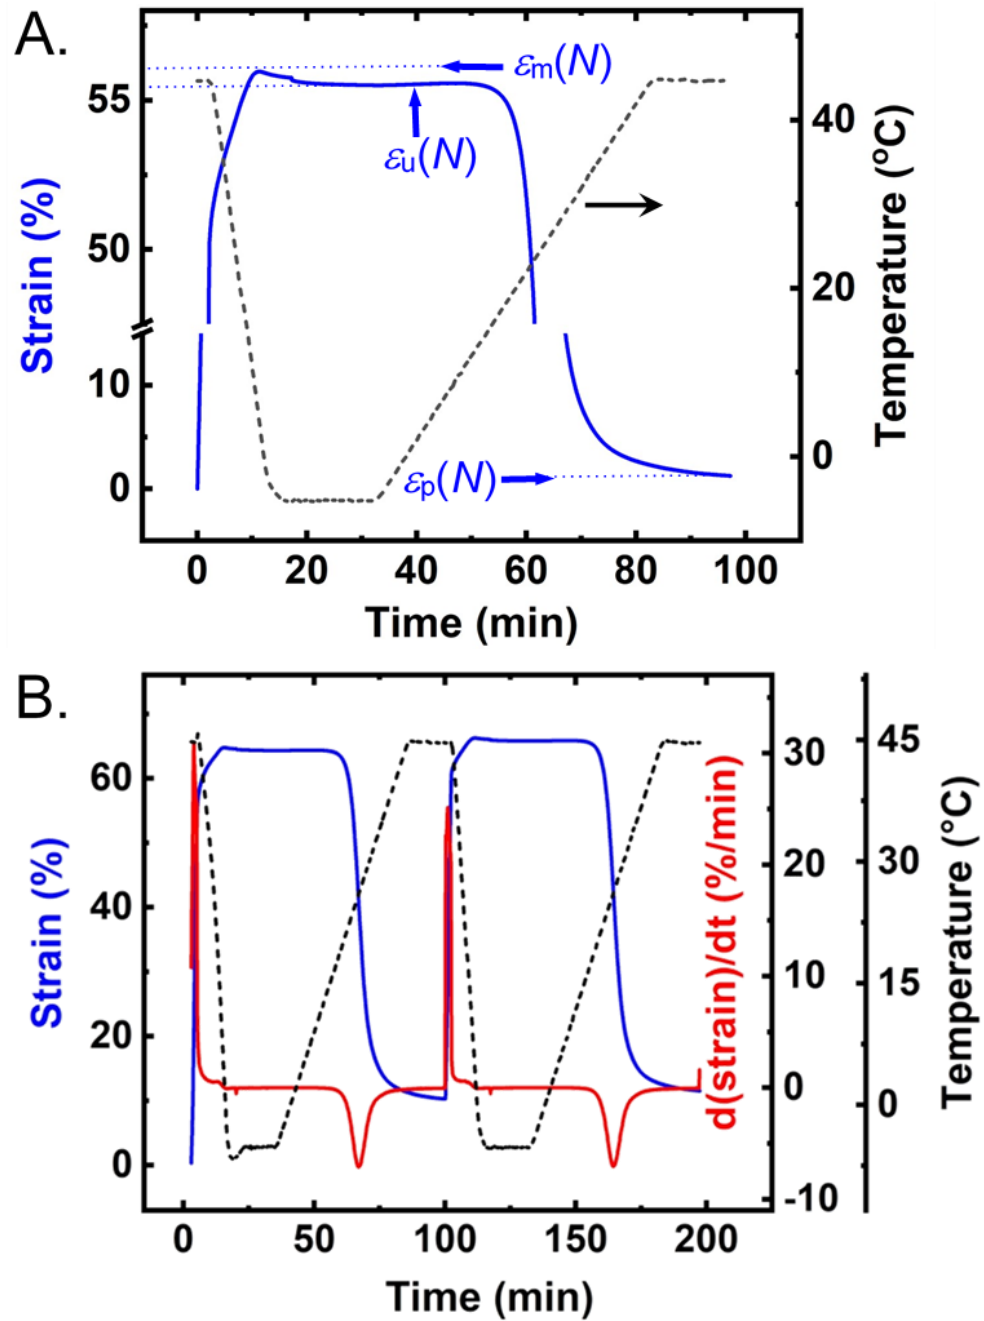 A.
εm(N)
εu(N)
εp(N)
55
50
10
0
40
20
0
0 20 40 60 80 100
Strain (%)
Temperature (°C)
Time (min)
B.
60
40
20
0
30
20
10
0
-10
45
30
15
0
0 50 100 150 200
Strain (%)
d(strain)/dt (%/min)
Temperature (°C)
Time (min)